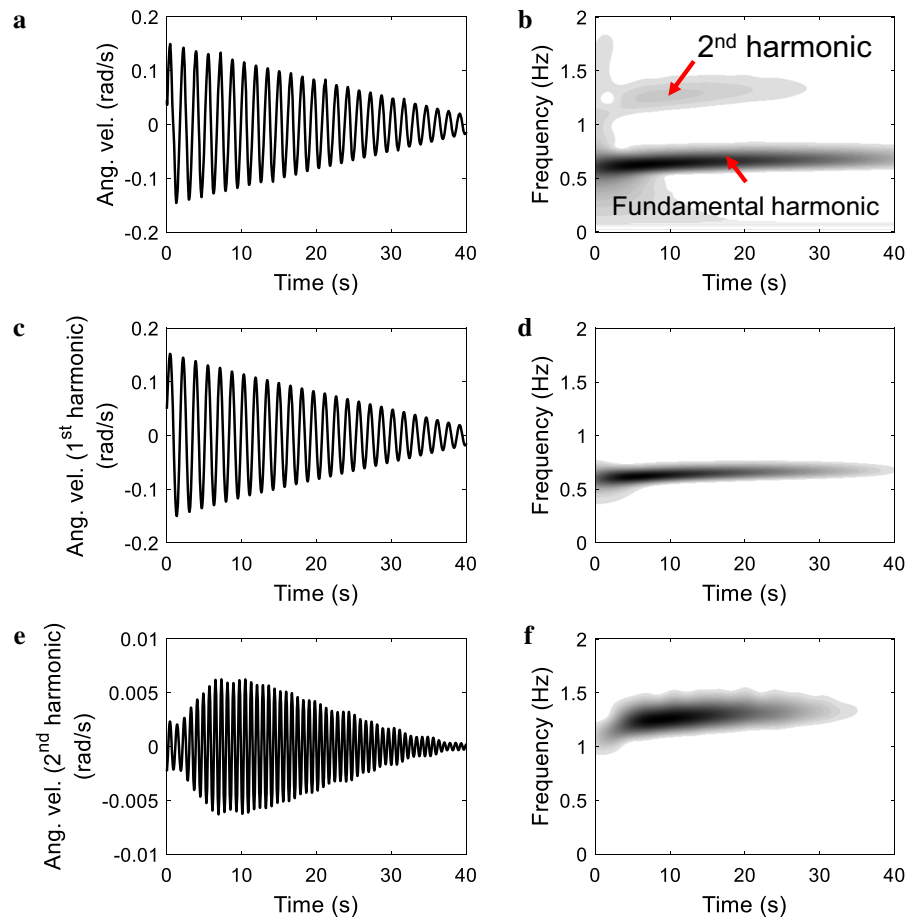 a
0.2
0.1
0
-0.1
-0.2
Ang. vel. (rad/s)
0 10 20 30 40
Time (s)
b
2
1.5
1
0.5
0
Frequency (Hz)
2nd harmonic
Fundamental harmonic
0 10 20 30 40
Time (s)
c
0.2
0.1
0
-0.1
-0.2
Ang. vel. (1st harmonic)
(rad/s)
0 10 20 30 40
Time (s)
d
2
1.5
1
0.5
0
Frequency (Hz)
0 10 20 30 40
Time (s)
e
0.01
0.005
0
-0.005
-0.01
Ang. vel. (2nd harmonic)
(rad/s)
0 10 20 30 40
Time (s)
f
2
1.5
1
0.5
0
Frequency (Hz)
0 10 20 30 40
Time (s)